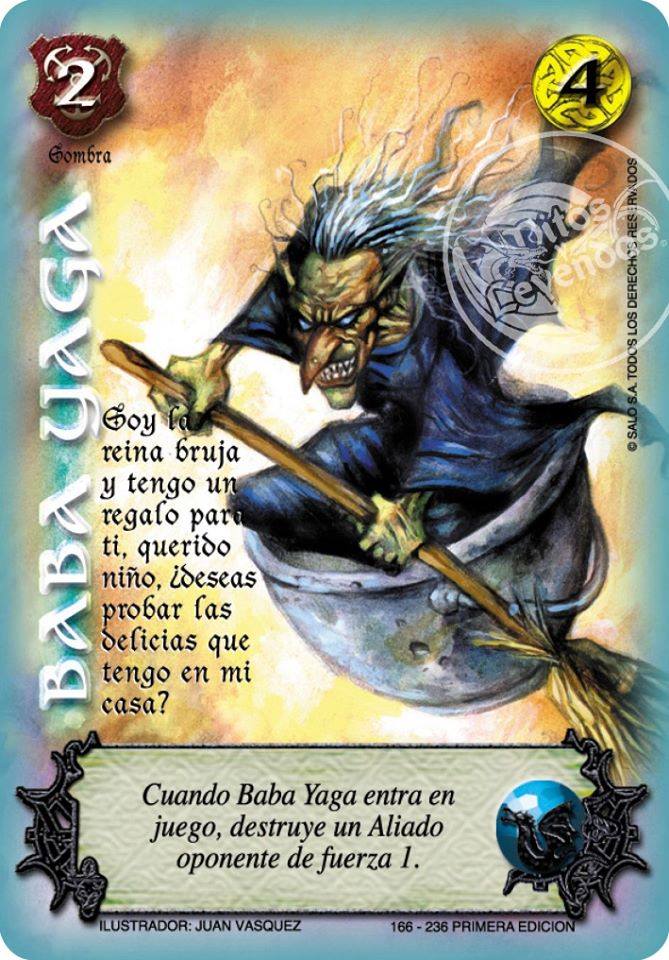 2
4
Sombra
BABA YAGA
Soy la
reina bruja
y tengo un
regalo para
ti, querido
niño, ¿deseas
probar las
delicias que
tengo en mi
casa?
Mitos
Leyendas
© SALO S.A. TODOS LOS DERECHOS RESERVADOS
Cuando Baba Yaga entra en
juego, destruye un Aliado
oponente de fuerza 1.
ILUSTRADOR: JUAN VASQUEZ
166 - 236 PRIMERA EDICION